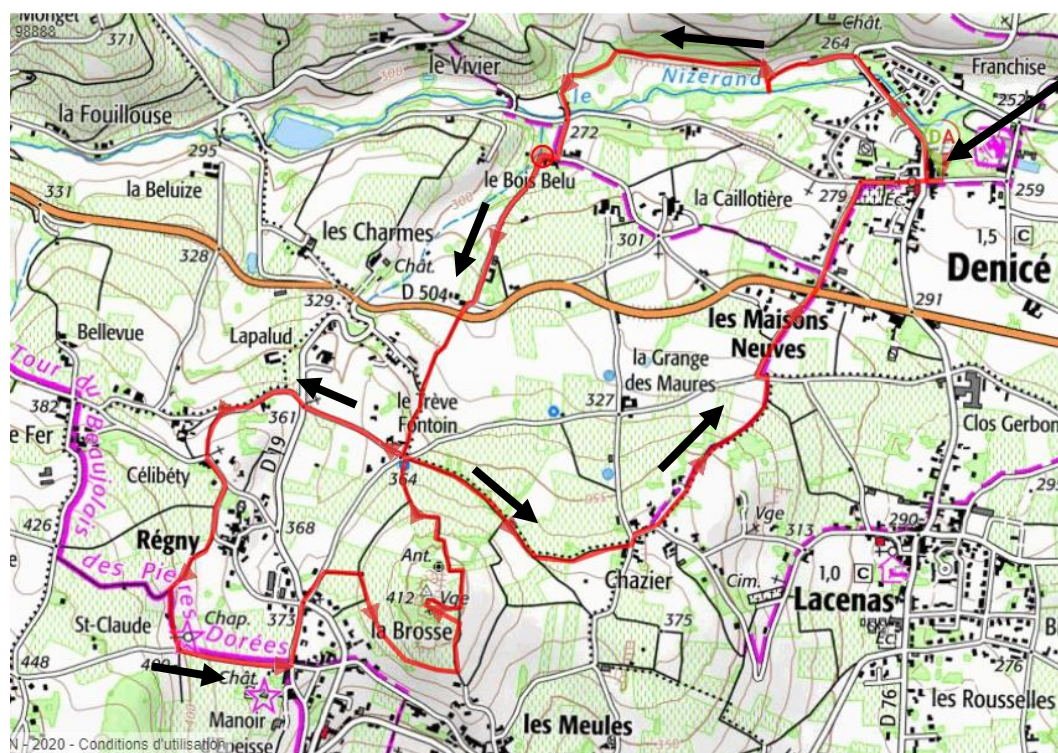 Monget
98888
371
le Vivier
Chât.
264
Franchise
la Fouillouse
Nizerand
le
252
DA
295
272
le Bois Belu
259
331
la Beluize
la Caillotière
279
Éc.
1,5 C
les Charmes
301
Denicé
328
Chât.
D 504
329
291
Bellevue
Lapalud
les Maisons
Neuves
la Grange
des Maures
Tour du Beaujolais des Pierres Dorées
382
361
le Trève
Fontoin
327
Clos Gerbon
e Fer
D 19
Célibéty
364
350
295
426
368
Vge
313
290
Régny
Ant.
Chazier
Cim.
1,0 C
412
Vge
Lacenas
St-Claude
Chap.
373
la Brosse
375
448
Chât.
276
D 76
les Rousselles
Manoir
les Meules
N - 2020 - Conditions d'utilisation